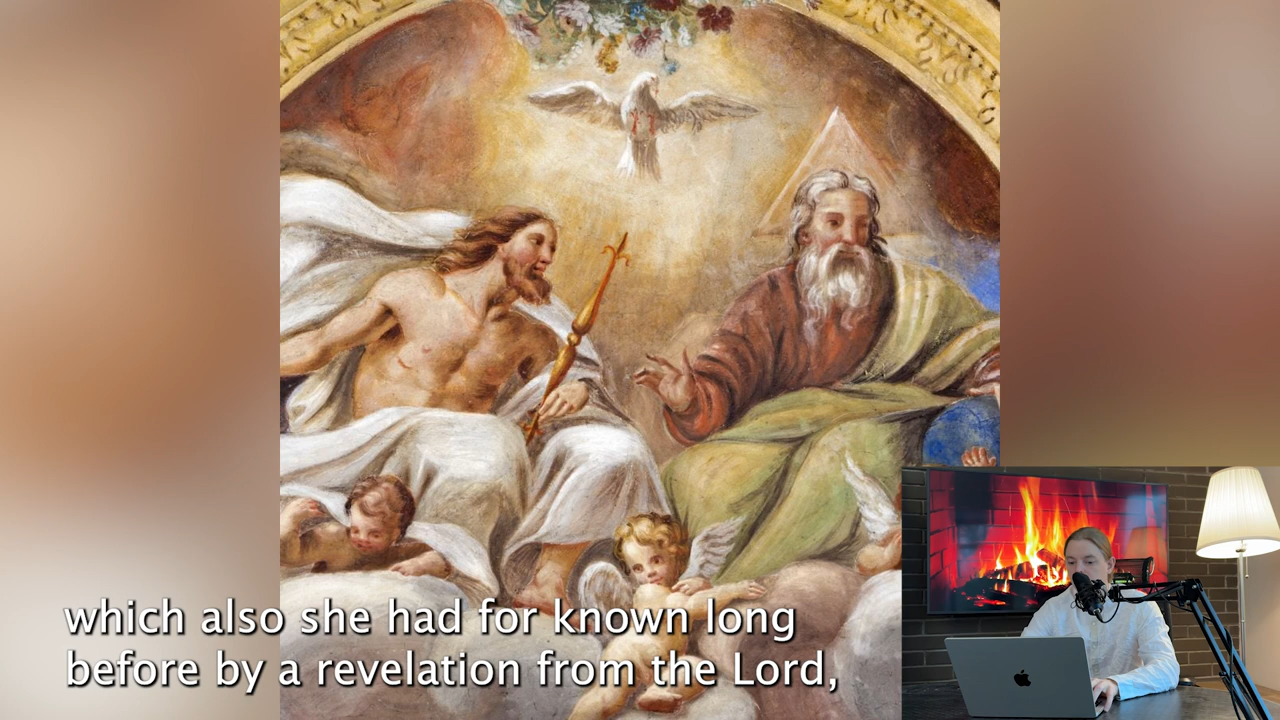 which also she had for known long
before by a revelation from the Lord,